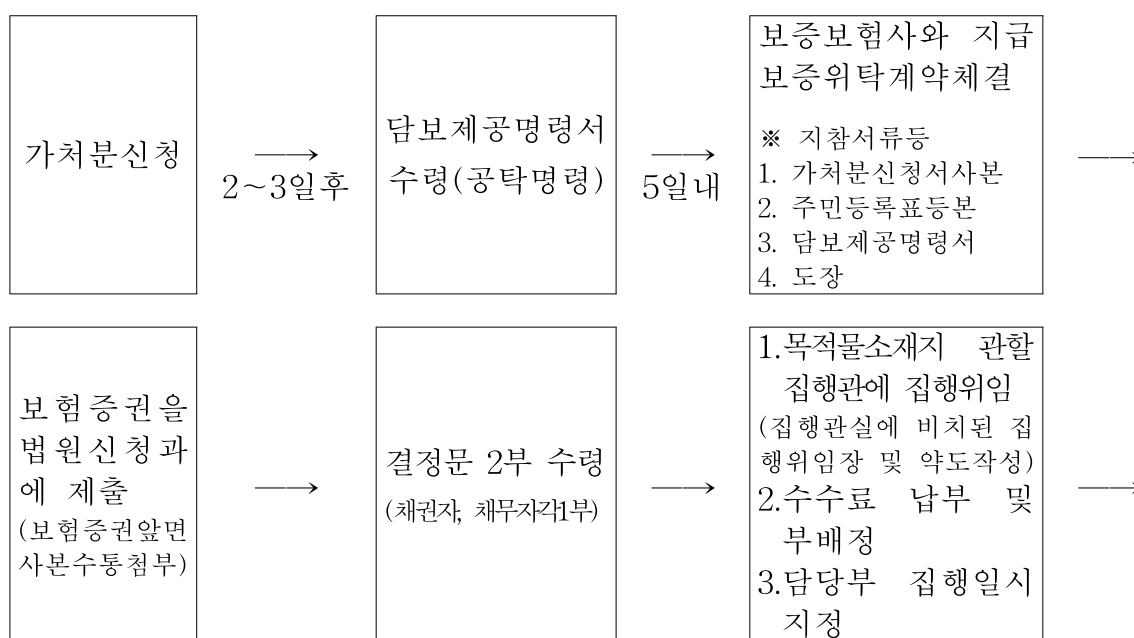 가처분신청
──→
2～3일후
담보제공명령서
수령(공탁명령)
──→
5일내
보증보험사와 지급
보증위탁계약체결
※ 지참서류등
1. 가처분신청서사본
2. 주민등록표등본
3. 담보제공명령서
4. 도장
──→
보험증권을
법원신청과
에 제출
(보험증권앞면
사본수통첨부)
──→
결정문 2부 수령
(채권자, 채무자각1부)
──→
1.목적물소재지 관할
집행관에 집행위임
(집행관실에 비치된 집
행위임장 및 약도작성)
2.수수료 납부 및
부배정
3.담당부 집행일시
지정
──→